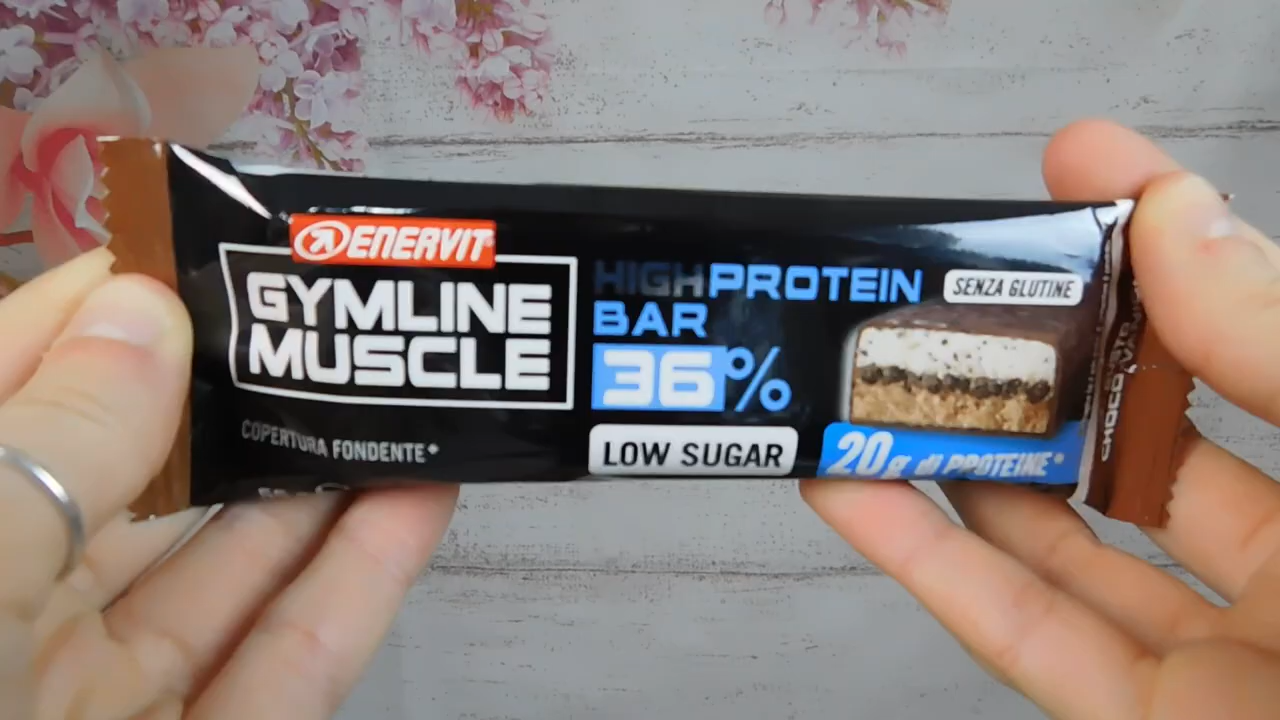 ENERVIT
GYMLINE
MUSCLE
COPERTURA FONDENTE*
HIGH PROTEIN
BAR
36%
LOW SUGAR
SENZA GLUTINE
20g di PROTEINE*